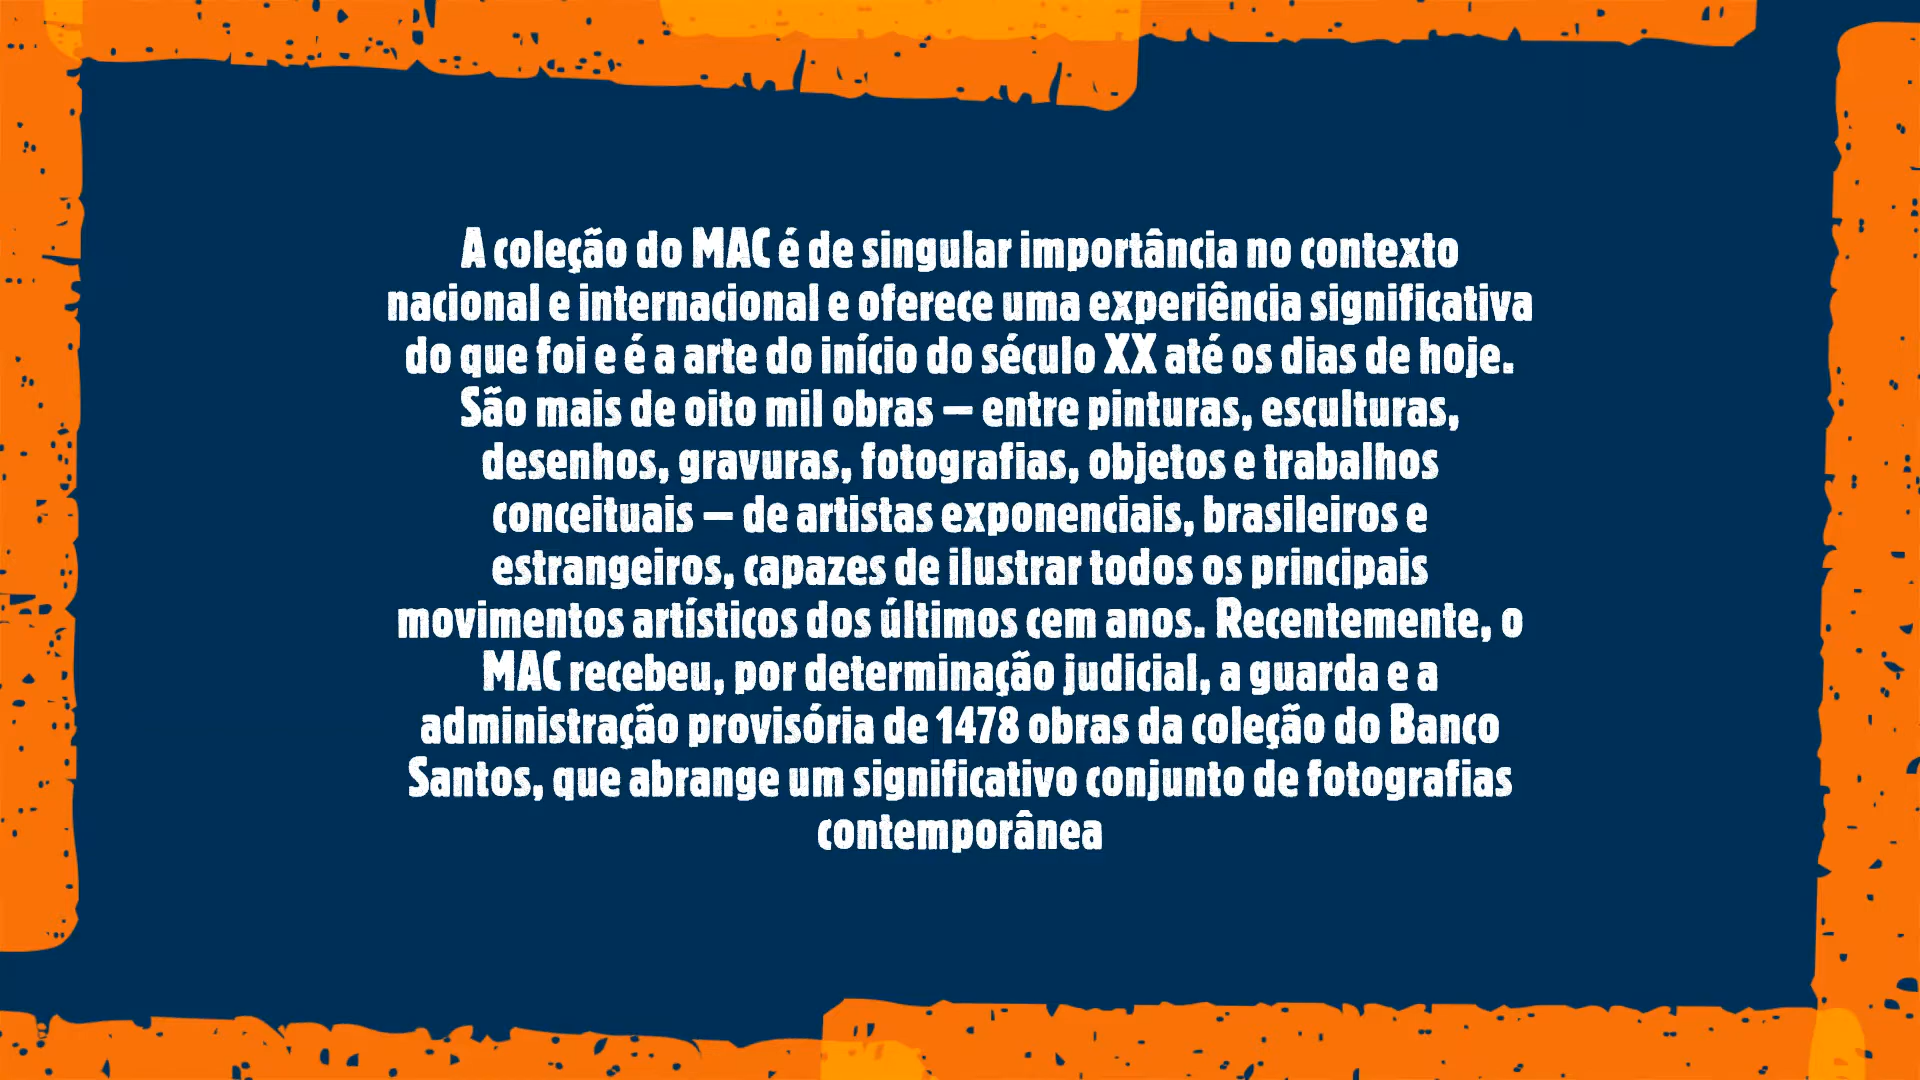 A coleção do MAC é de singular importância no contexto
nacional e internacional e oferece uma experiência significativa
do que foi e é a arte do início do século XX até os dias de hoje.
São mais de oito mil obras — entre pinturas, esculturas,
desenhos, gravuras, fotografias, objetos e trabalhos
conceituais — de artistas exponenciais, brasileiros e
estrangeiros, capazes de ilustrar todos os principais
movimentos artísticos dos últimos cem anos. Recentemente, o
MAC recebeu, por determinação judicial, a guarda e a
administração provisória de 1478 obras da coleção do Banco
Santos, que abrange um significativo conjunto de fotografias
contemporânea